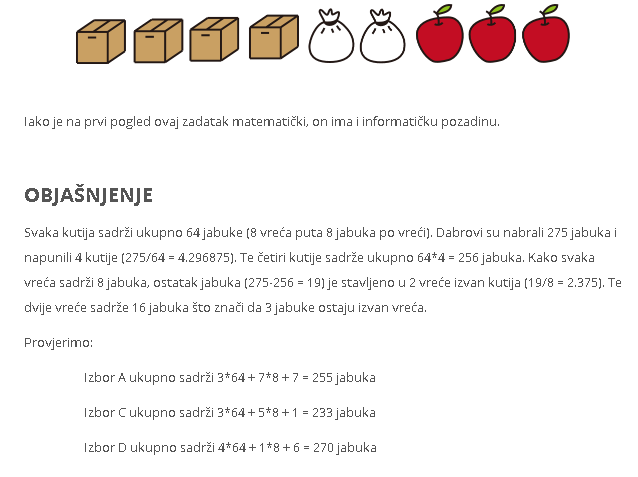 Iako je na prvi pogled ovaj zadatak matematički, on ima i informatičku pozadinu.
OBJAŠNJENJE
Svaka kutija sadrži ukupno 64 jabuke (8 vreća puta 8 jabuka po vreći). Dabrovi su nabrali 275 jabuka i
napunili 4 kutije (275/64 = 4.296875). Te četiri kutije sadrže ukupno 64*4 = 256 jabuka. Kako svaka
vreća sadrži 8 jabuka, ostatak jabuka (275-256 = 19) je stavljeno u 2 vreće izvan kutija (19/8 = 2.375). Te
dvije vreće sadrže 16 jabuka što znači da 3 jabuke ostaju izvan vreća.
Provjerimo:
Izbor A ukupno sadrži 3*64 + 7*8 + 7 = 255 jabuka
Izbor C ukupno sadrži 3*64 + 5*8 + 1 = 233 jabuka
Izbor D ukupno sadrži 4*64 + 1*8 + 6 = 270 jabuka